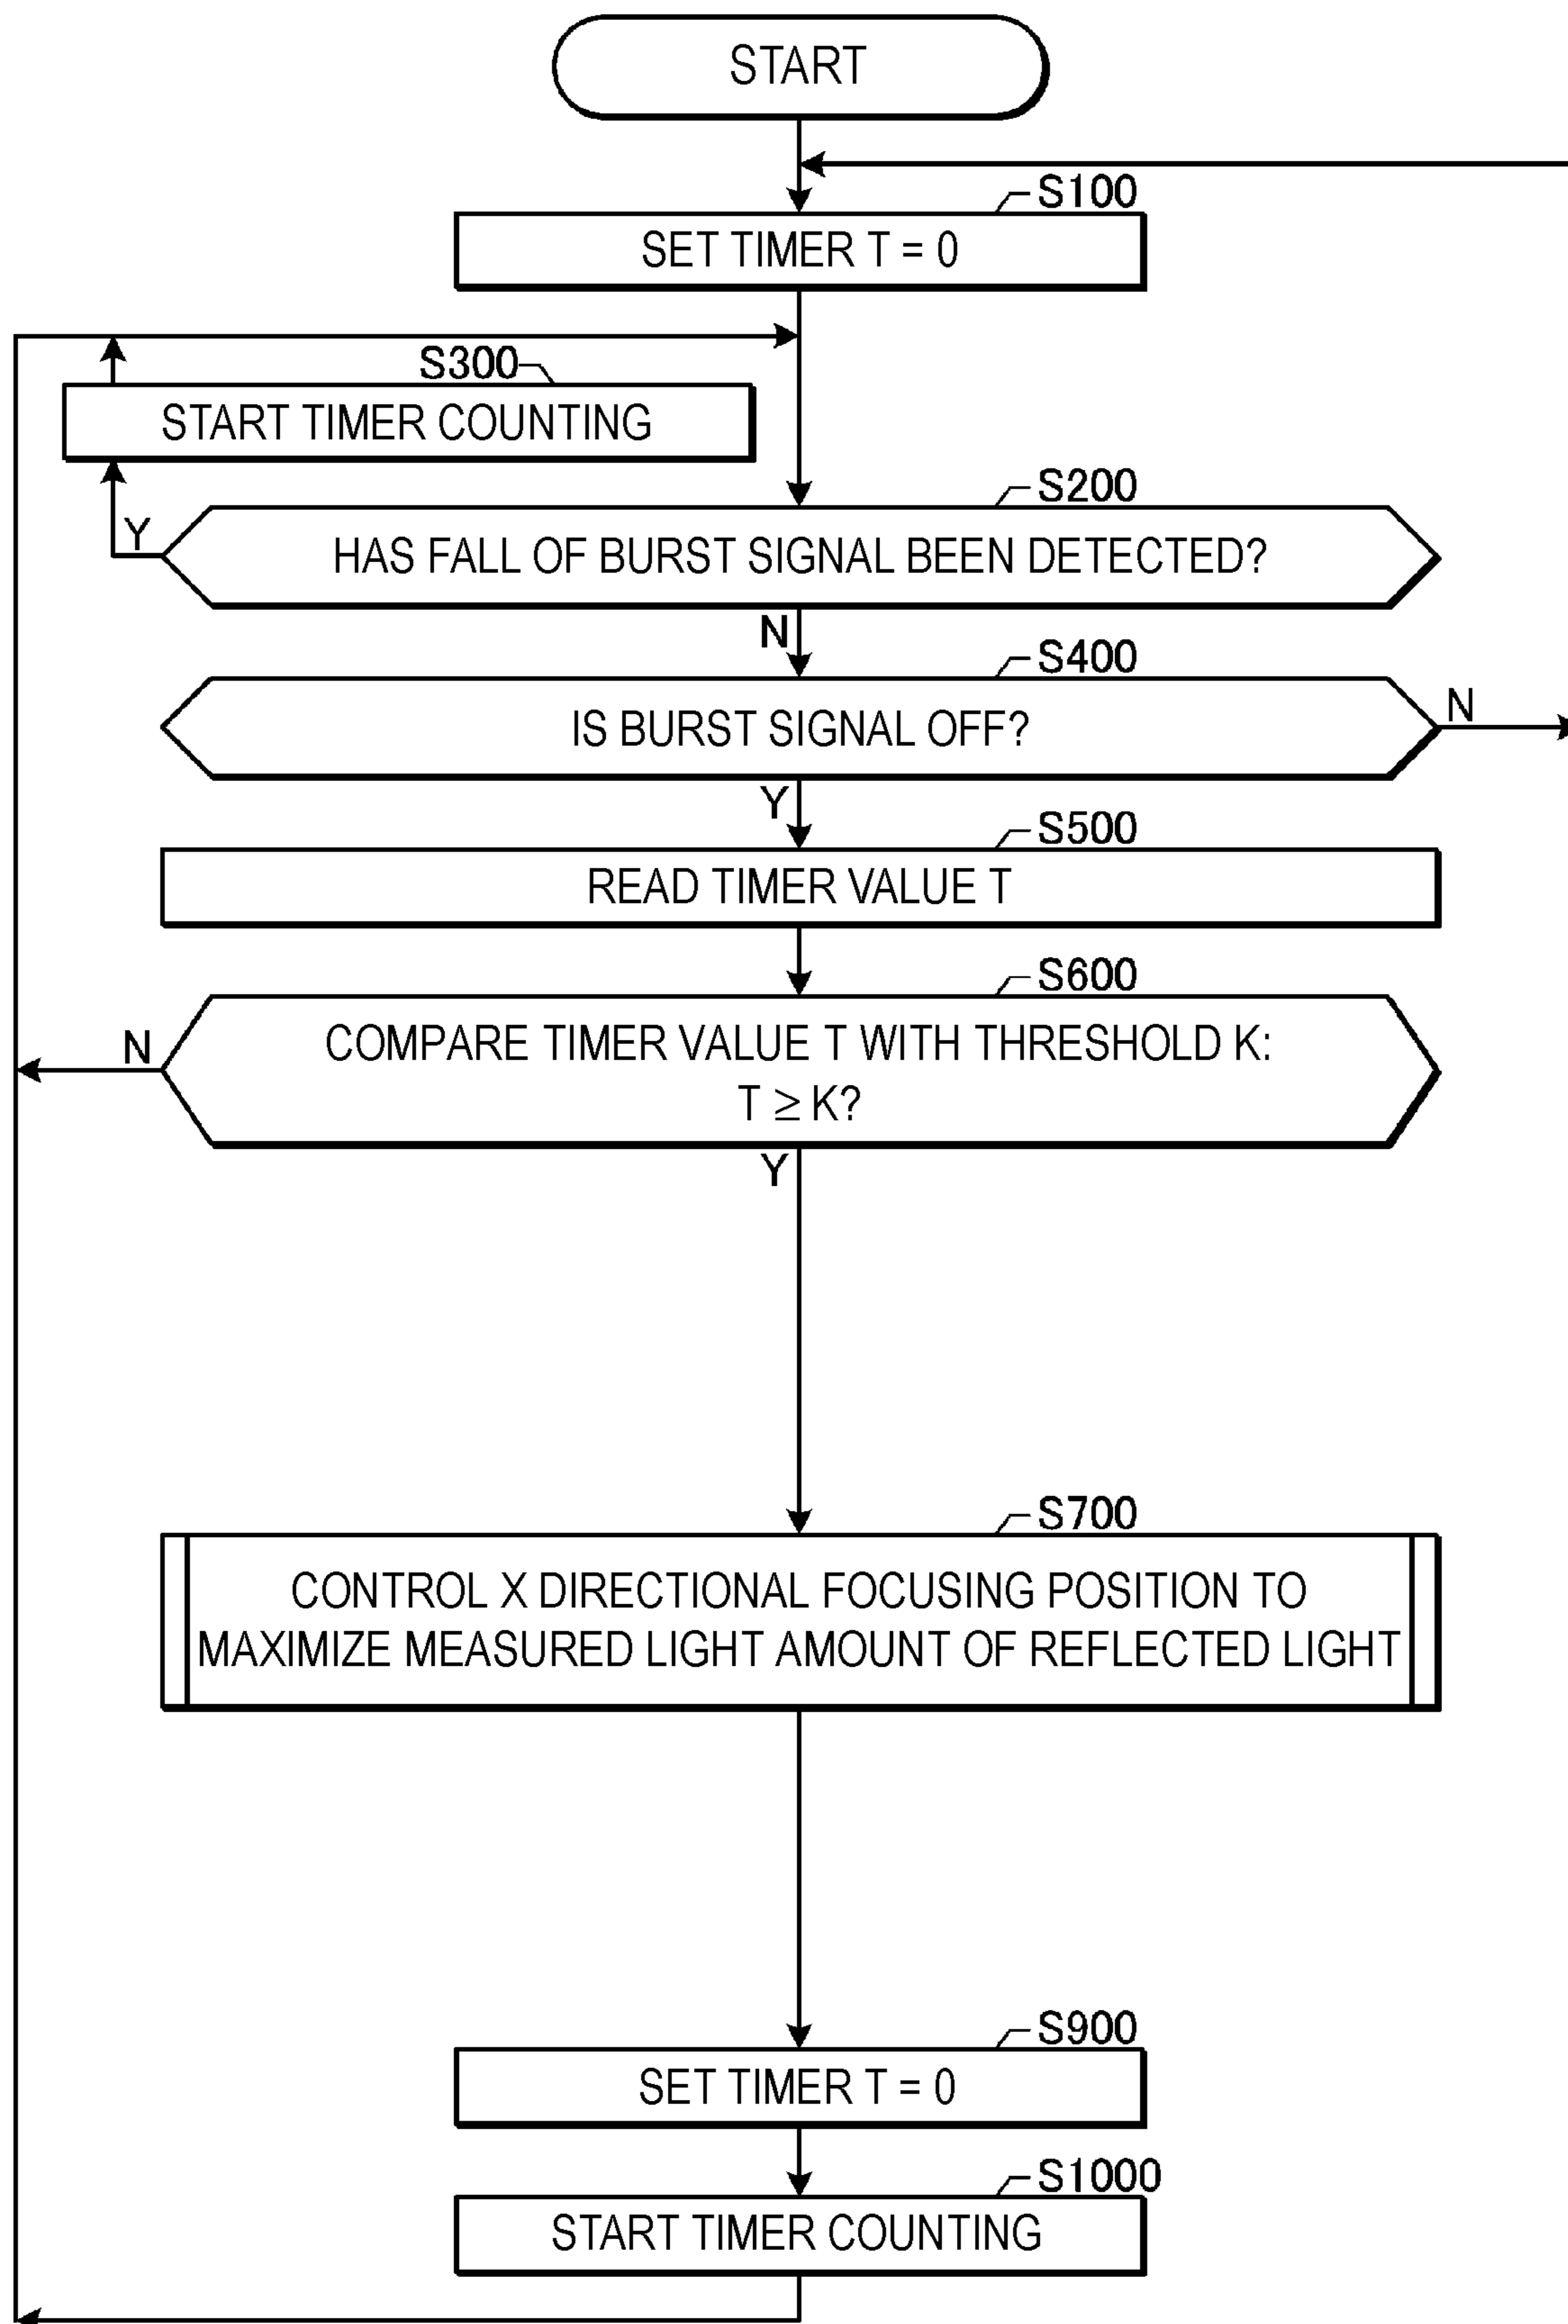 START
S100
SET TIMER T = 0
S300
START TIMER COUNTING
S200
Y
HAS FALL OF BURST SIGNAL BEEN DETECTED?
N
S400
IS BURST SIGNAL OFF?
N
Y
S500
READ TIMER VALUE T
S600
N
COMPARE TIMER VALUE T WITH THRESHOLD K:
T ≥ K?
Y
S700
CONTROL X DIRECTIONAL FOCUSING POSITION TO
MAXIMIZE MEASURED LIGHT AMOUNT OF REFLECTED LIGHT
S900
SET TIMER T = 0
S1000
START TIMER COUNTING